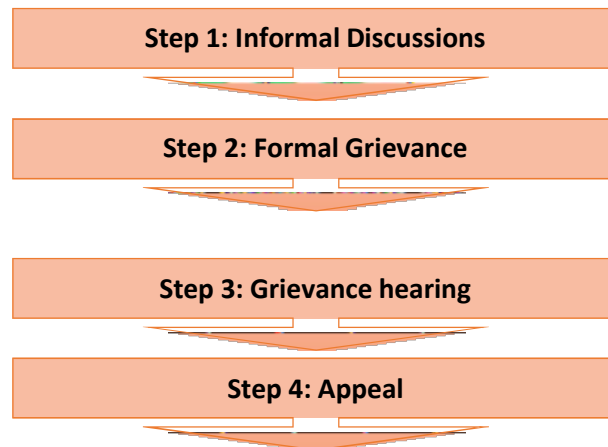 Step 1: Informal Discussions
Step 2: Formal Grievance
Step 3: Grievance hearing
Step 4: Appeal